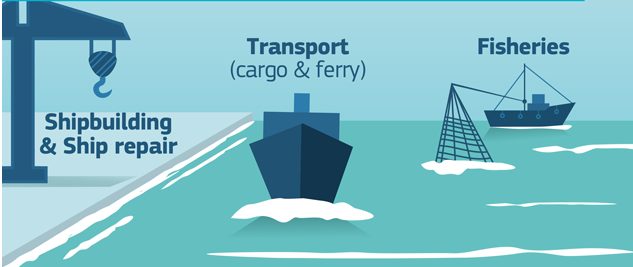 Transport
(cargo & ferry)
Fisheries
Shipbuilding
& Ship repair